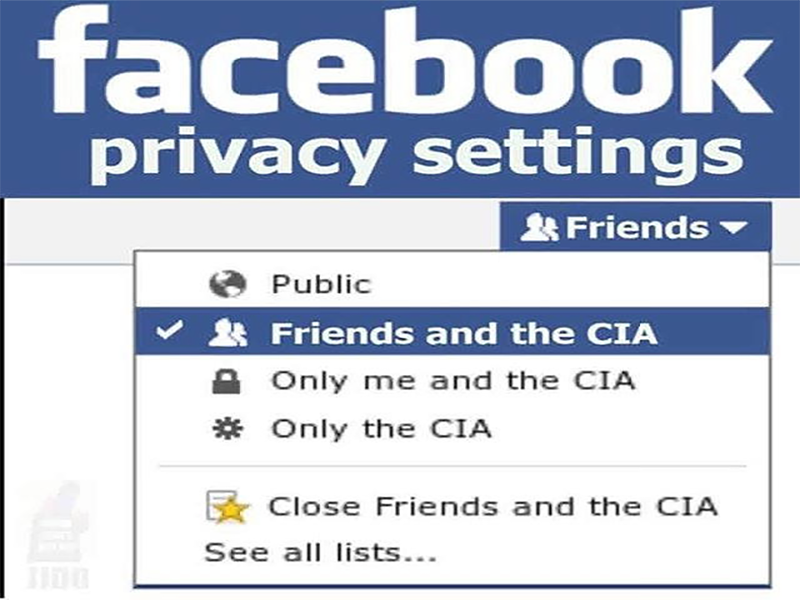 facebook
privacy settings
Friends
Public
Friends and the CIA
Only me and the CIA
Only the CIA
Close Friends and the CIA
See all lists...